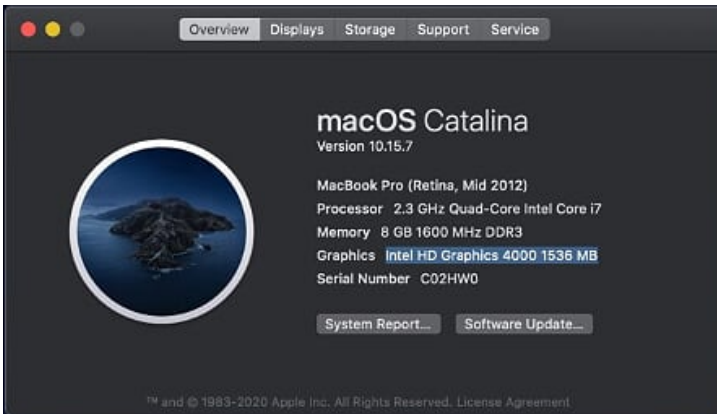 Overview Displays Storage Support Service
macOS Catalina
Version 10.15.7
MacBook Pro (Retina, Mid 2012)
Processor 2.3 GHz Quad-Core Intel Core i7
Memory 8 GB 1600 MHz DDR3
Graphics Intel HD Graphics 4000 1536 MB
Serial Number C02HW0
System Report... Software Update...
™ and © 1983-2020 Apple Inc. All Rights Reserved. License Agreement